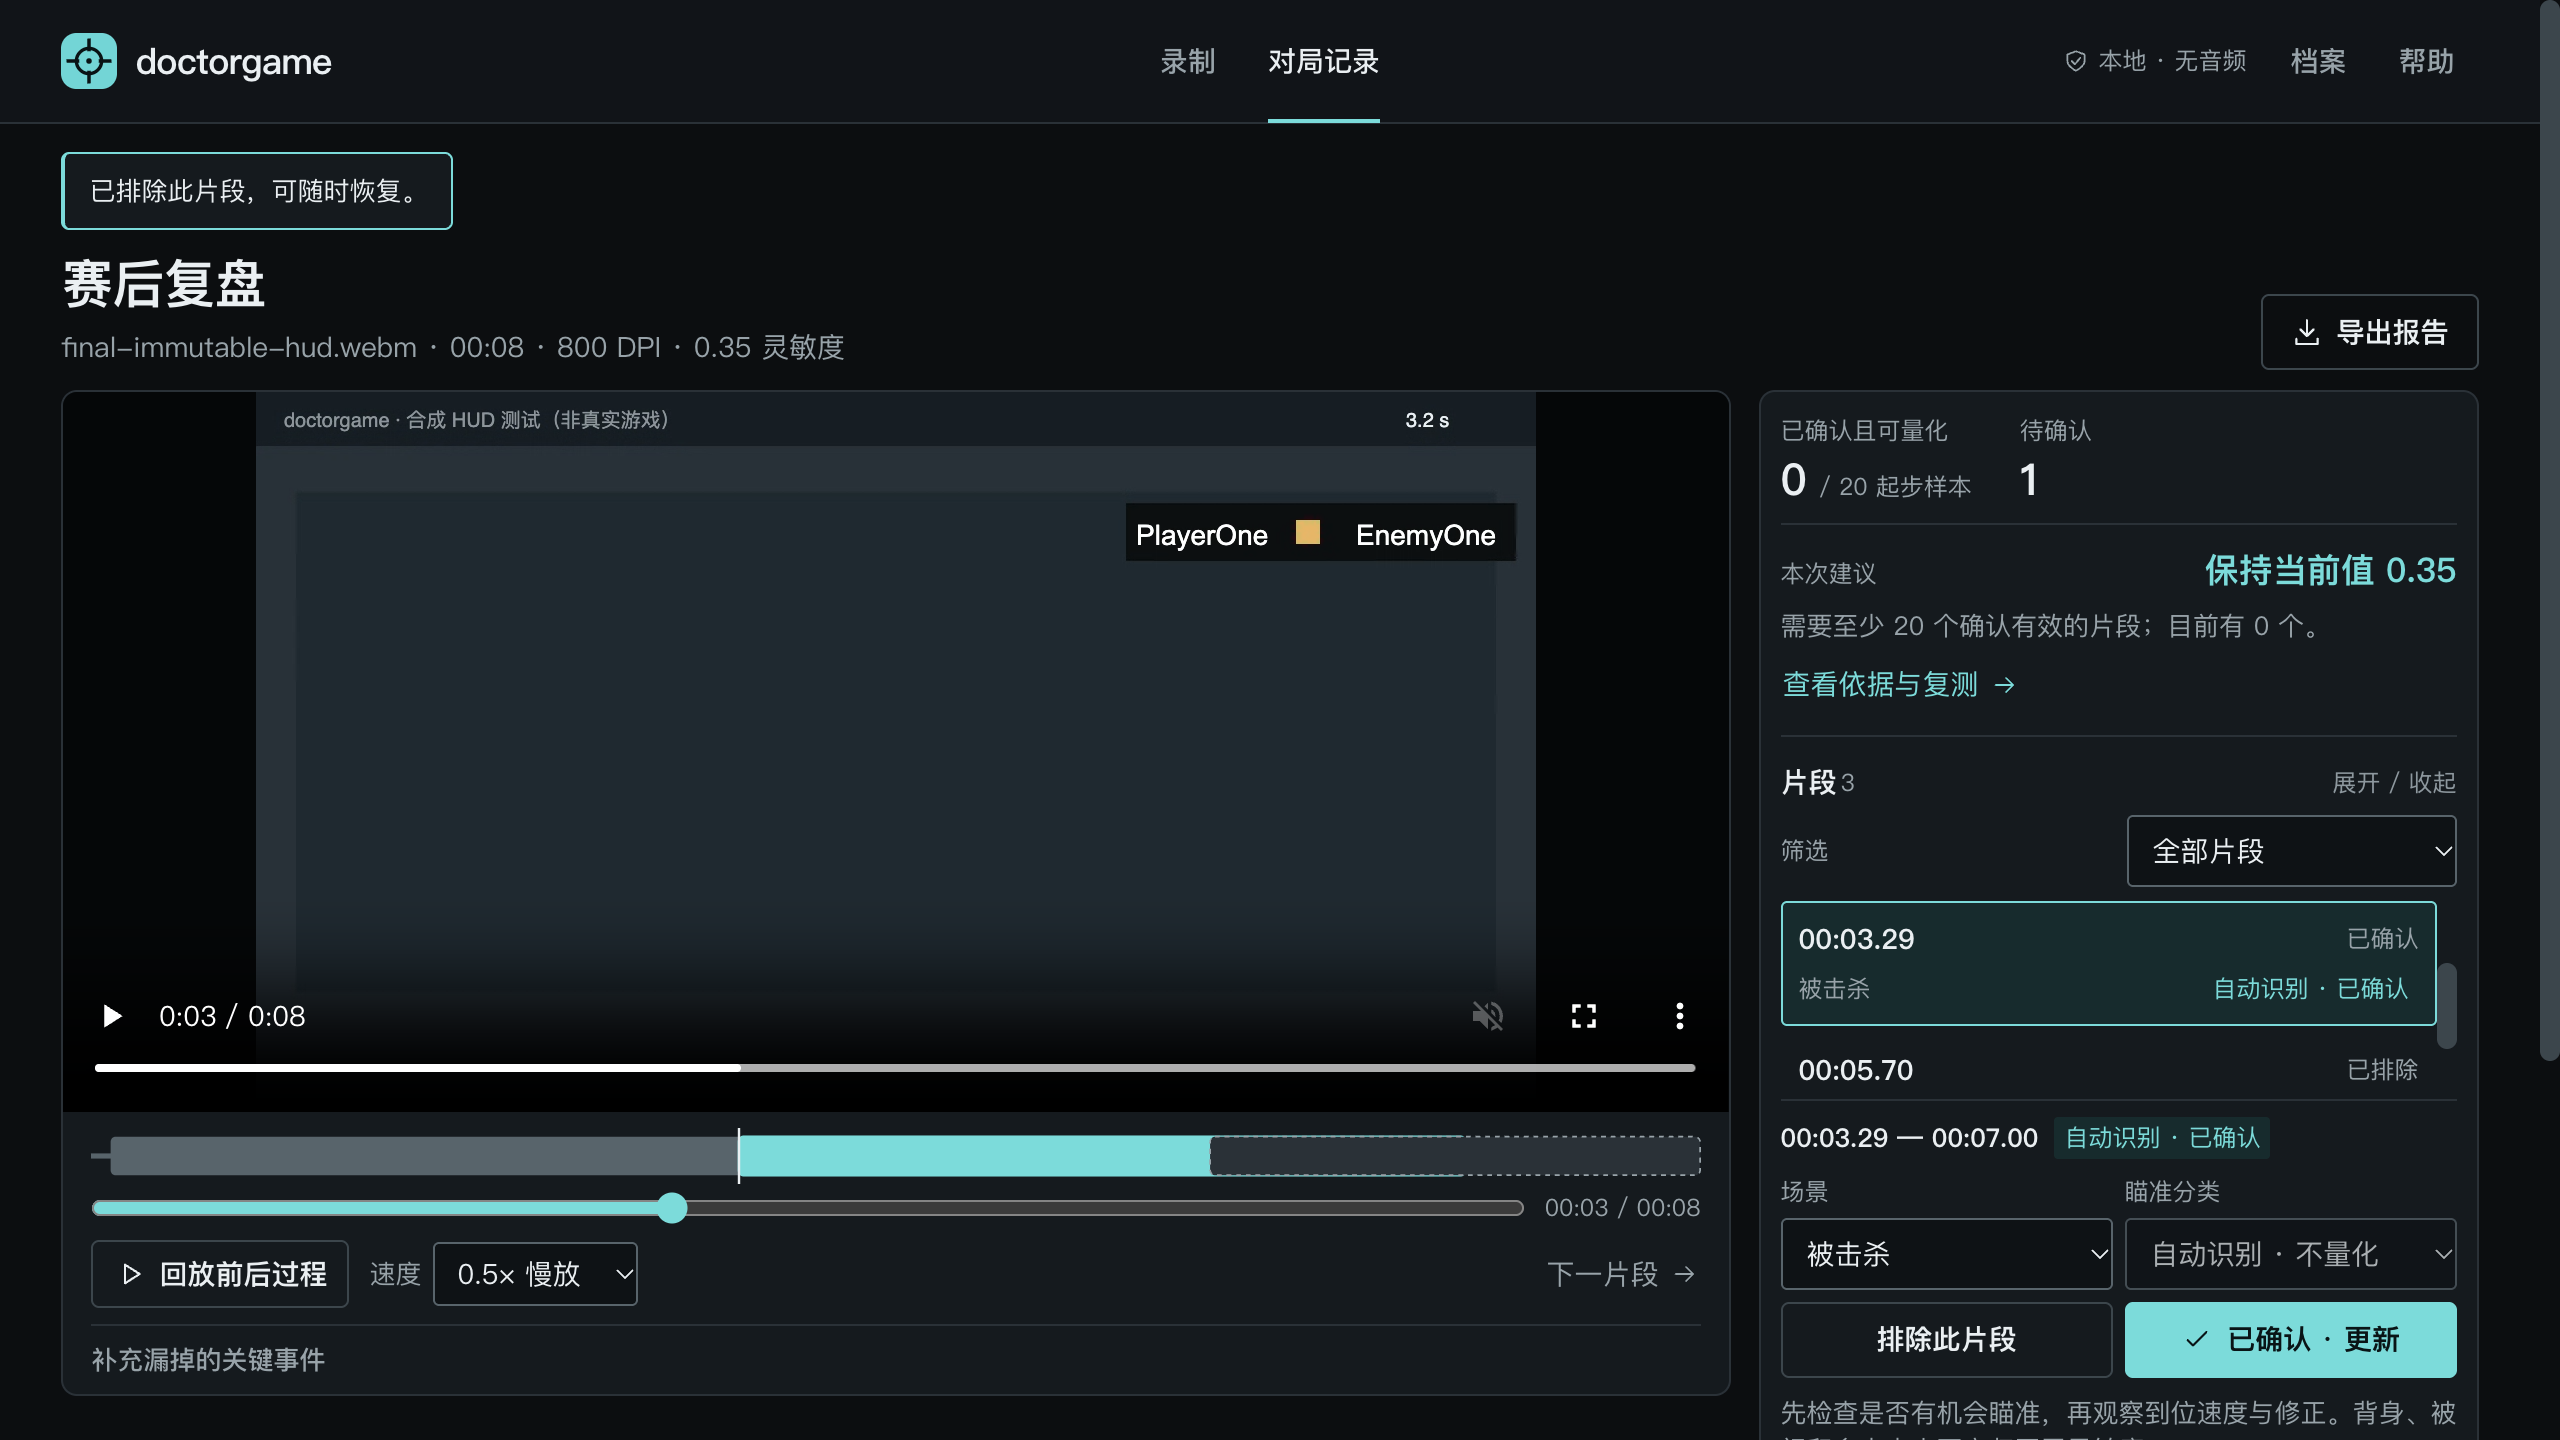 doctorgame
录制
对局记录
本地 · 无音频
档案
帮助
已排除此片段，可随时恢复。
赛后复盘
final-immutable-hud.webm · 00:08 · 800 DPI · 0.35 灵敏度
导出报告
doctorgame · 合成 HUD 测试（非真实游戏）
3.2 s
PlayerOne
EnemyOne
0:03 / 0:08
00:03 / 00:08
回放前后过程
速度
0.5× 慢放
下一片段 →
补充漏掉的关键事件
已确认且可量化
待确认
0 / 20 起步样本
1
本次建议
保持当前值 0.35
需要至少 20 个确认有效的片段；目前有 0 个。
查看依据与复测 →
片段 3
展开 / 收起
筛选
全部片段
00:03.29
已确认
被击杀
自动识别 · 已确认
00:05.70
已排除
00:03.29 — 00:07.00
自动识别 · 已确认
场景
瞄准分类
被击杀
自动识别 · 不量化
排除此片段
已确认 · 更新
先检查是否有机会瞄准，再观察到位速度与修正。背身、被